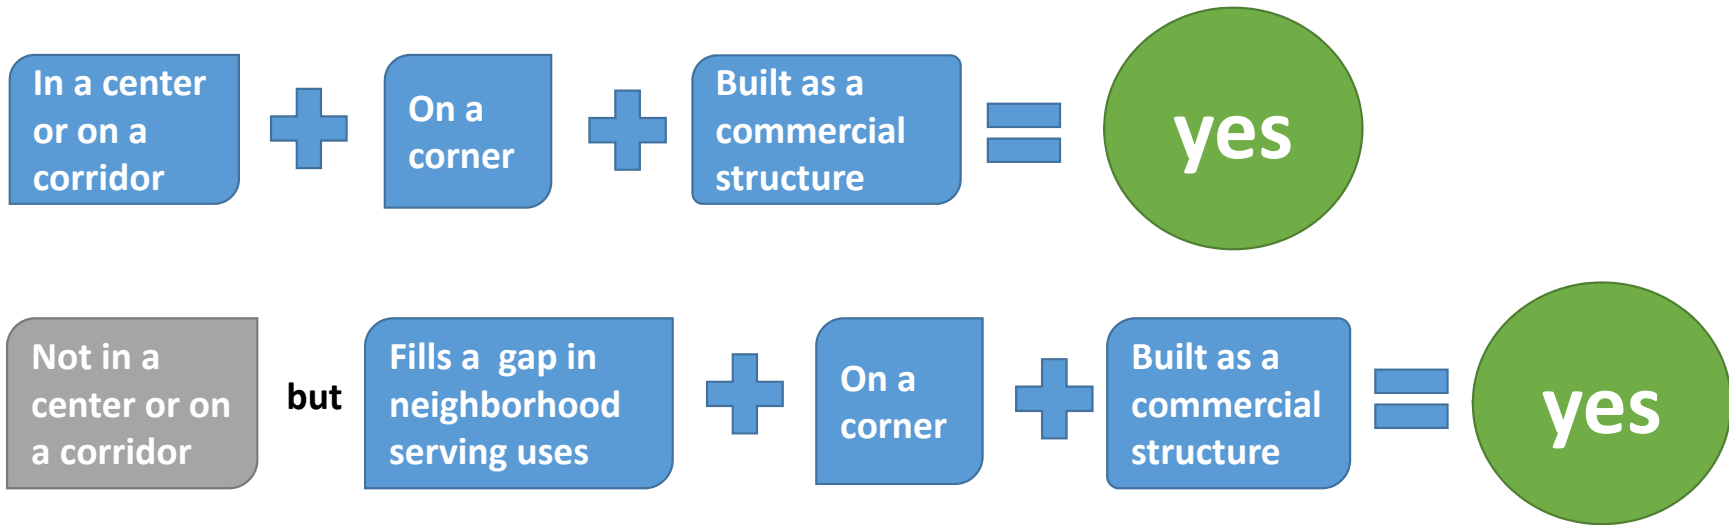 In a center
or on a
corridor
On a
corner
Built as a
commercial
structure
yes
Not in a
center or on
a corridor
but
Fills a  gap in
neighborhood
serving uses
On a
corner
Built as a
commercial
structure
yes